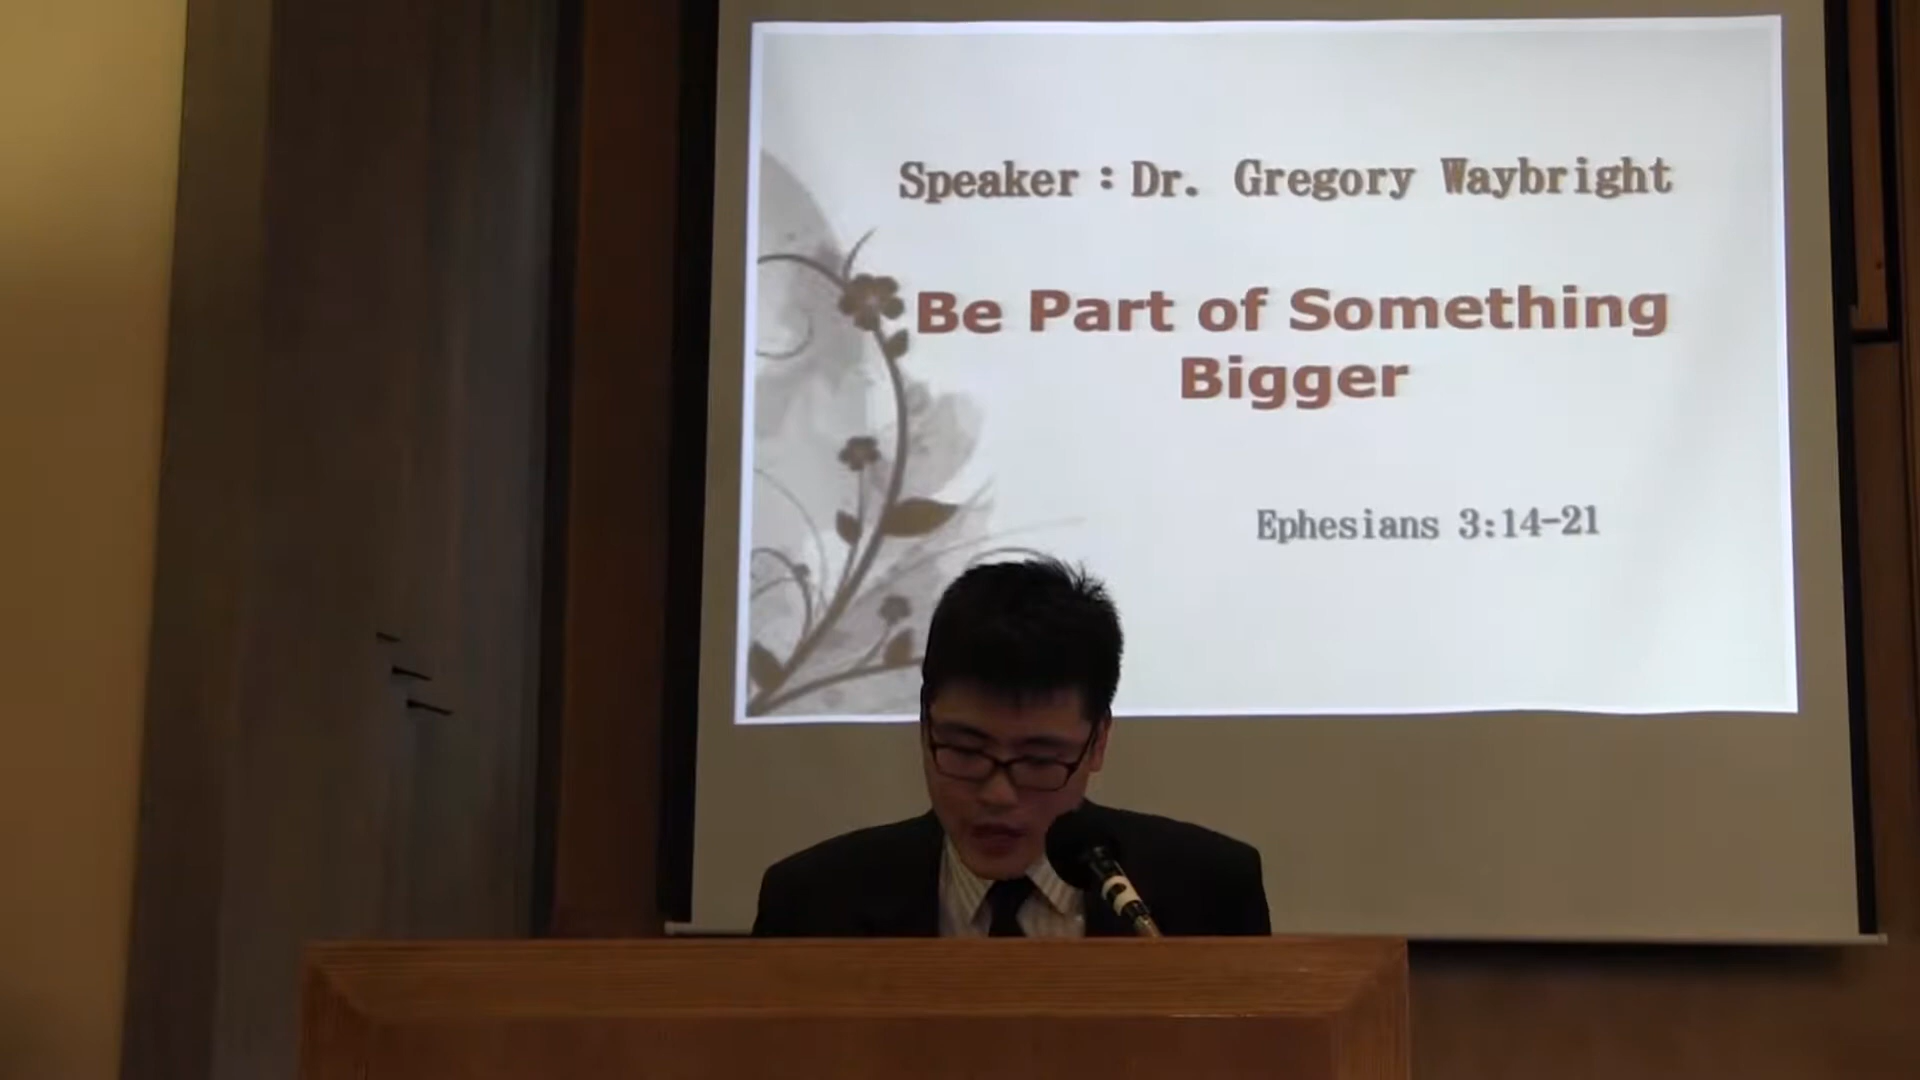 Speaker：Dr. Gregory Waybright
Be Part of Something
Bigger
Ephesians 3:14-21